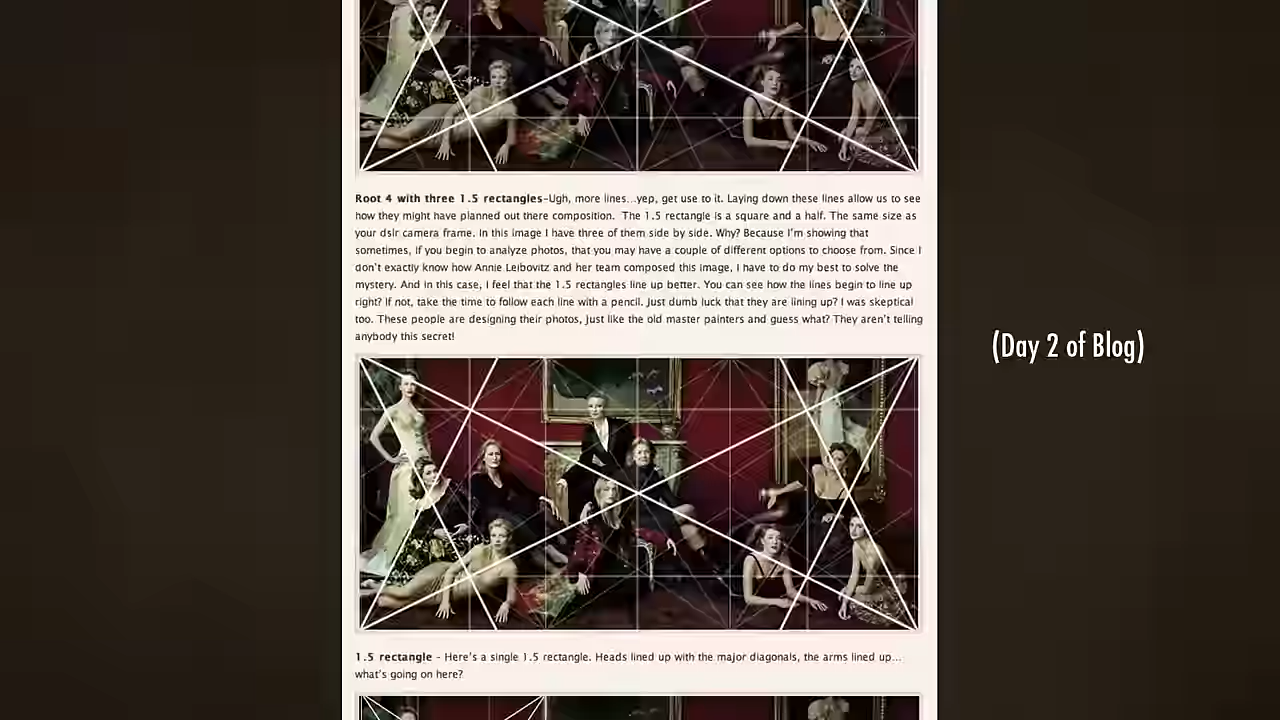 Root 4 with three 1.5 rectangles–Ugh, more lines…yep, get use to it. Laying down these lines allow us to see
how they might have planned out there composition. The 1.5 rectangle is a square and a half. The same size as
your dslr camera frame. In this image I have three of them side by side. Why? Because I'm showing that
sometimes, if you begin to analyze photos, that you may have a couple of different options to choose from. Since I
don't exactly know how Annie Leibovitz and her team composed this image, I have to do my best to solve the
mystery. And in this case, I feel that the 1.5 rectangles line up better. You can see how the lines begin to line up
right? If not, take the time to follow each line with a pencil. Just dumb luck that they are lining up? I was skeptical
too. These people are designing their photos, just like the old master painters and guess what? They aren't telling
anybody this secret!
(Day 2 of Blog)
1.5 rectangle – Here's a single 1.5 rectangle. Heads lined up with the major diagonals, the arms lined up…
what's going on here?